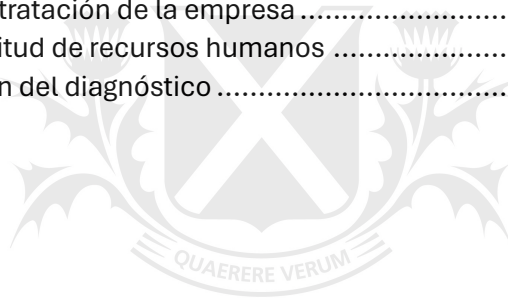 tratación de la empresa ........................
itud de recursos humanos ....................
n del diagnóstico ..................................
QUAERERE VERUM